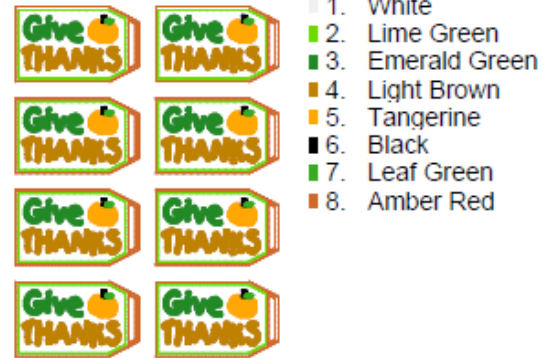 Give
THANKS
Give
THANKS
Give
THANKS
Give
THANKS
Give
THANKS
Give
THANKS
Give
THANKS
Give
THANKS
1. White
2. Lime Green
3. Emerald Green
4. Light Brown
5. Tangerine
6. Black
7. Leaf Green
8. Amber Red